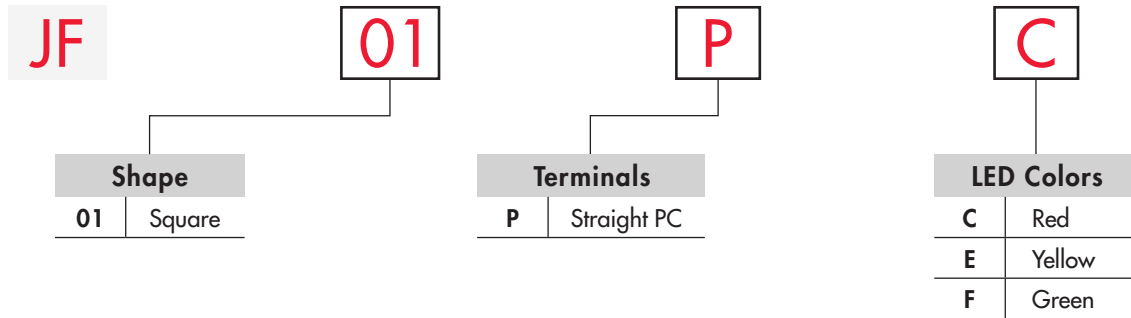 JF 01 P C
Shape Terminals LED Colors
01 Square P Straight PC C Red
E Yellow
F Green